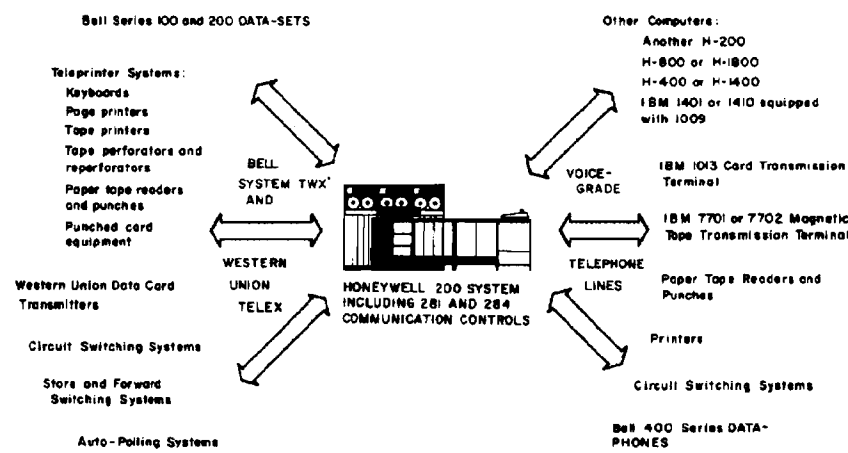 Bell Series 100 and 200 DATA-SETS
Teleprinter Systems:
Keyboards
Page printers
Tape printers
Tape perforators and
reperforators
Paper tape readers
and punches
Punched card
equipment
Western Union Data Card
Transmitters
Circuit Switching Systems
Store and Forward
Switching Systems
Auto-Polling Systems
BELL
SYSTEM TWX*
AND
WESTERN
UNION
TELEX
HONEYWELL 200 SYSTEM
INCLUDING 281 AND 284
COMMUNICATION CONTROLS
VOICE-
GRADE
TELEPHONE
LINES
Other Computers:
Another H-200
H-800 or H-1800
H-400 or H-1400
IBM 1401 or 1410 equipped
with 1009
IBM 1013 Card Transmission
Terminal
IBM 7701 or 7702 Magnetic
Tape Transmission Terminal
Paper Tape Readers and
Punches
Printers
Circuit Switching Systems
Bell 400 Series DATA-
PHONES